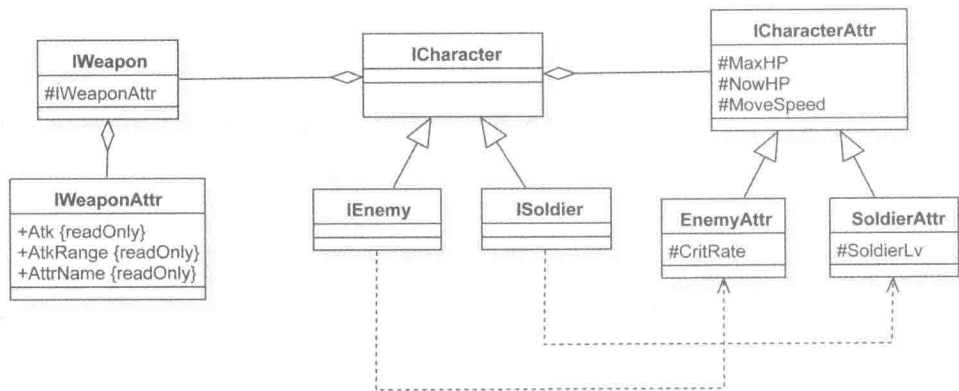 IWeapon
#IWeaponAttr
ICharacter
ICharacterAttr
#MaxHP
#NowHP
#MoveSpeed
IWeaponAttr
+Atk {readOnly}
+AtkRange {readOnly}
+AttrName {readOnly}
IEnemy
ISoldier
EnemyAttr
#CritRate
SoldierAttr
#SoldierLv